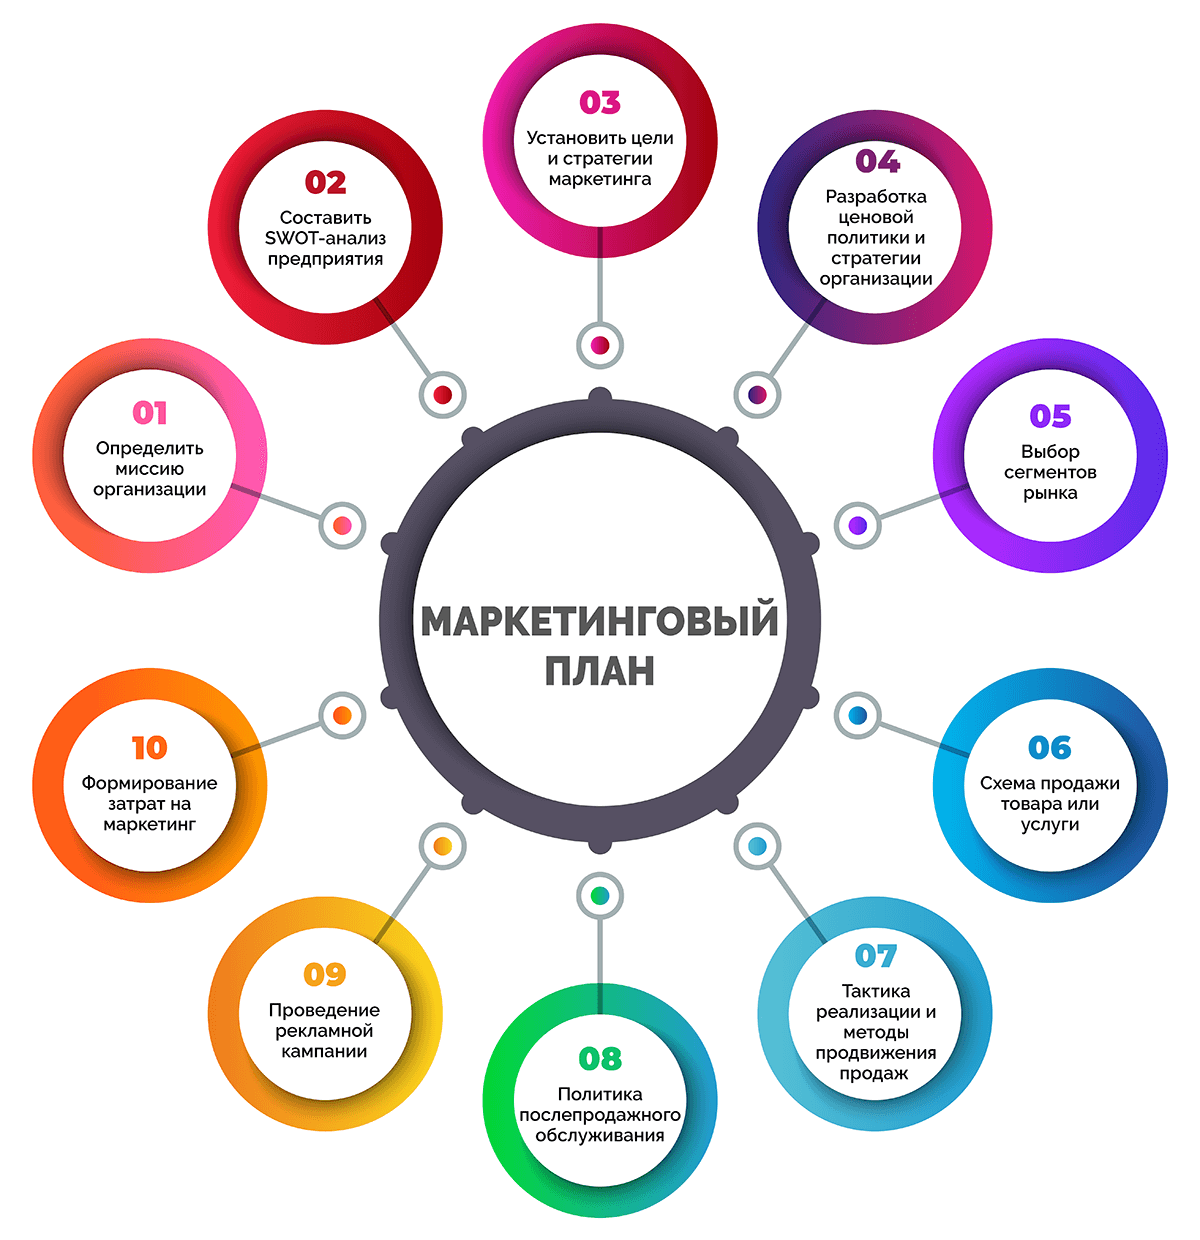 МАРКЕТИНГОВЫЙ
ПЛАН
01
Определить
миссию
организации
02
Составить
SWOT-анализ
предприятия
03
Установить цели
и стратегии
маркетинга
04
Разработка
ценовой
политики и
стратегии
организации
05
Выбор
сегментов
рынка
06
Схема продажи
товара или
услуги
07
Тактика
реализации и
методы
продвижения
продаж
08
Политика
послепродажного
обслуживания
09
Проведение
рекламной
кампании
10
Формирование
затрат на
маркетинг